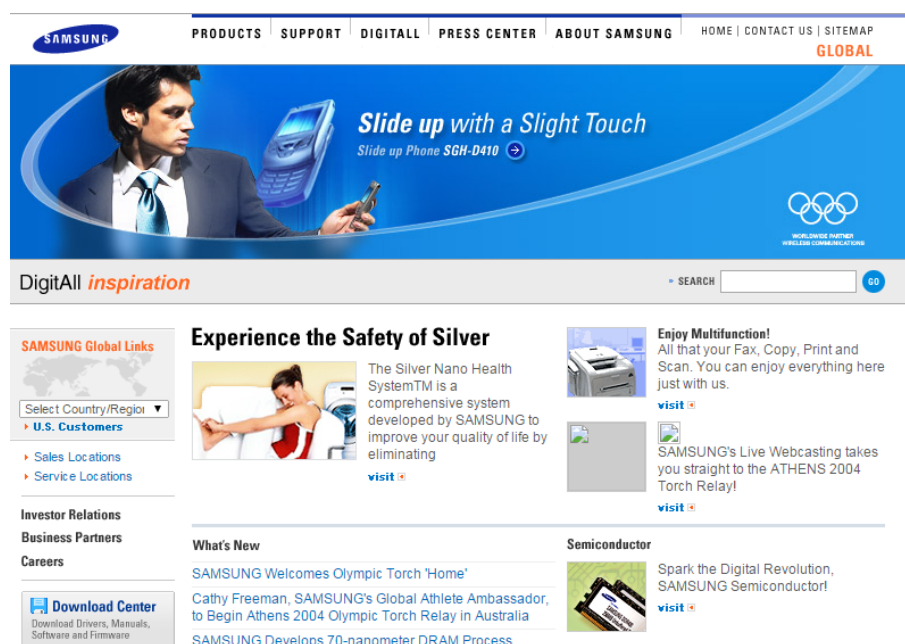 SAMSUNG
PRODUCTS SUPPORT DIGITALL PRESS CENTER ABOUT SAMSUNG
HOME | CONTACT US | SITEMAP
GLOBAL
Slide up with a Slight Touch
Slide up Phone SGH-D410
WORLDWIDE PARTNER
WIRELESS COMMUNICATIONS
DigitAll inspiration
SEARCH
GO
SAMSUNG Global Links
Select Country/Region
U.S. Customers
Sales Locations
Service Locations
Investor Relations
Business Partners
Careers
Download Center
Download Drivers, Manuals,
Software and Firmware
Experience the Safety of Silver
The Silver Nano Health
SystemTM is a
comprehensive system
developed by SAMSUNG to
improve your quality of life by
eliminating
visit
Enjoy Multifunction!
All that your Fax, Copy, Print and
Scan. You can enjoy everything here
just with us.
visit
SAMSUNG's Live Webcasting takes
you straight to the ATHENS 2004
Torch Relay!
visit
What's New
SAMSUNG Welcomes Olympic Torch 'Home'
Cathy Freeman, SAMSUNG's Global Athlete Ambassador,
to Begin Athens 2004 Olympic Torch Relay in Australia
SAMSUNG Develops 70-nanometer DRAM Process
Semiconductor
Spark the Digital Revolution,
SAMSUNG Semiconductor!
visit